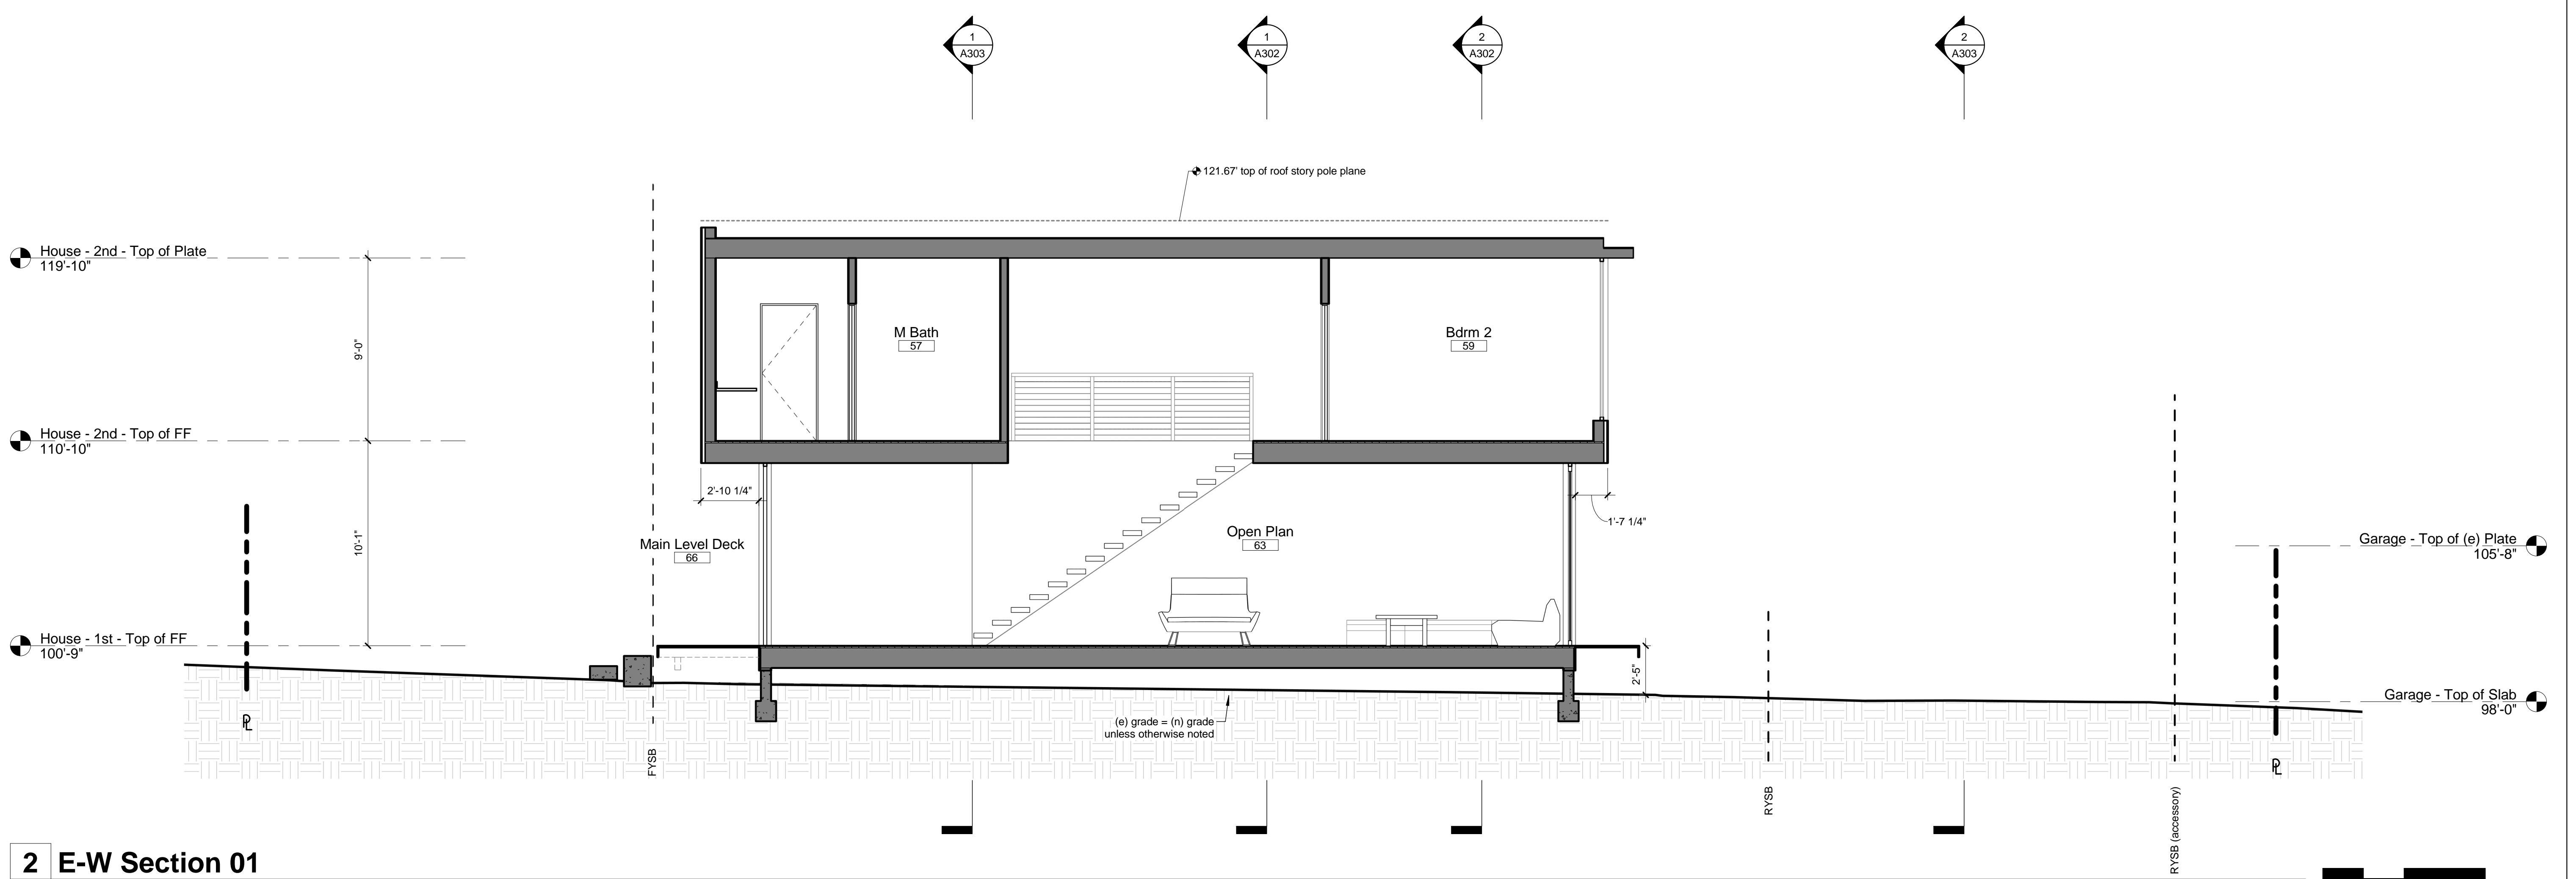 1
A303
1
A302
2
A302
2
A303
121.67' top of roof story pole plane
House - 2nd - Top of Plate
119'-10"
9'-0"
M Bath
57
Bdrm 2
59
House - 2nd - Top of FF
110'-10"
2'-10 1/4"
1'-7 1/4"
10'-1"
Main Level Deck
66
Open Plan
63
Garage - Top of (e) Plate
105'-8"
House - 1st - Top of FF
100'-9"
2'-5"
Garage - Top of Slab
98'-0"
PL
(e) grade = (n) grade
unless otherwise noted
FYSB
PL
RYSB
RYSB (accessory)
2 E-W Section 01